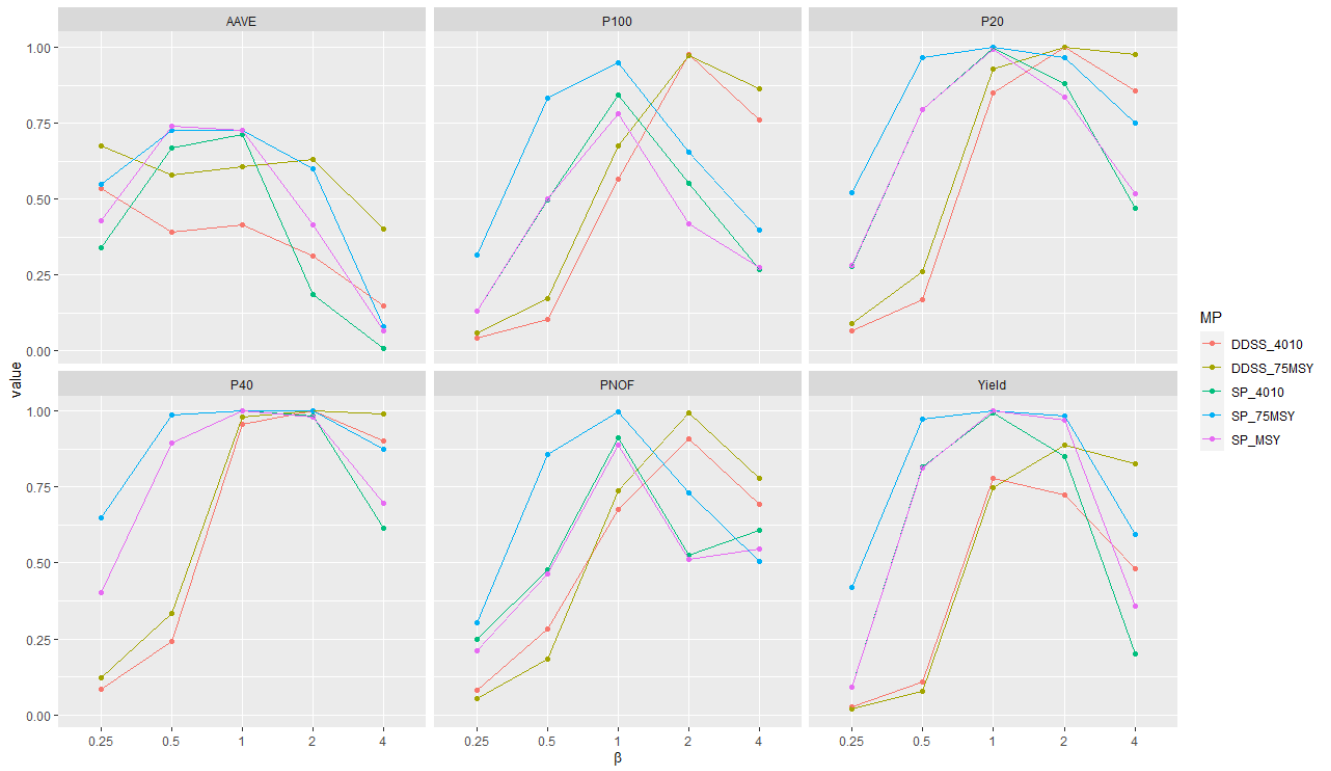 AAVE P100 P20
1.00
0.75
0.50
0.25
0.00
P40 PNOF Yield
1.00
0.75
0.50
0.25
0.00
0.25 0.5 1 2 4 0.25 0.5 1 2 4 0.25 0.5 1 2 4
value
β
MP
DDSS_4010
DDSS_75MSY
SP_4010
SP_75MSY
SP_MSY